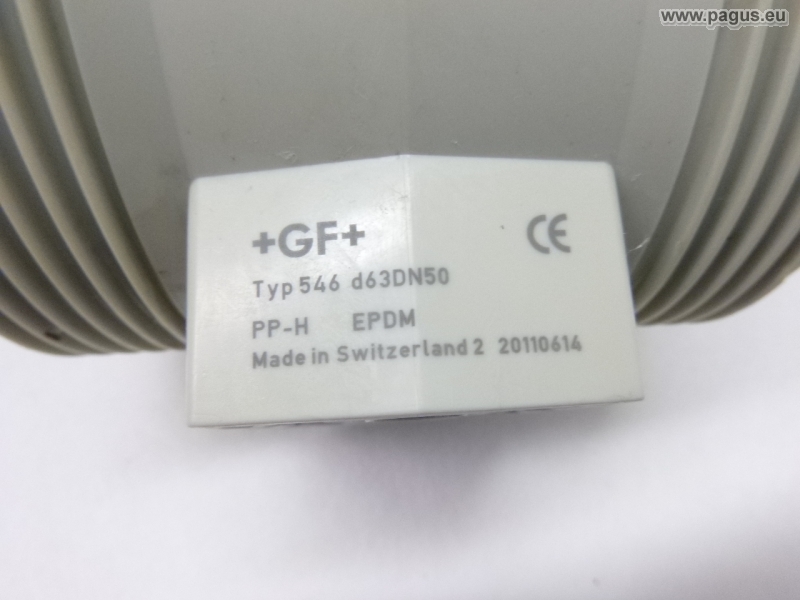 www.pagus.eu
+GF+ CE
Typ 546 d63DN50
PP-H EPDM
Made in Switzerland 2 20110614